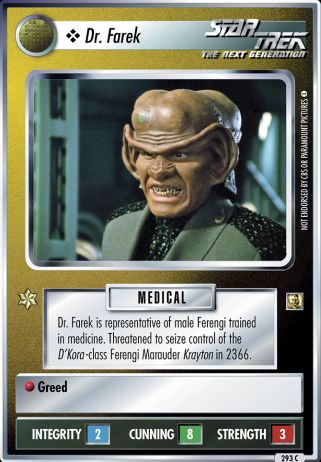 ❖ Dr. Farek
STAR TREK
THE NEXT GENERATION
NOT ENDORSED BY CBS OR PARAMOUNT PICTURES
MEDICAL
Dr. Farek is representative of male Ferengi trained
in medicine. Threatened to seize control of the
D'Kora-class Ferengi Marauder Krayton in 2366.
Greed
INTEGRITY 2 CUNNING 8 STRENGTH 3
293 C